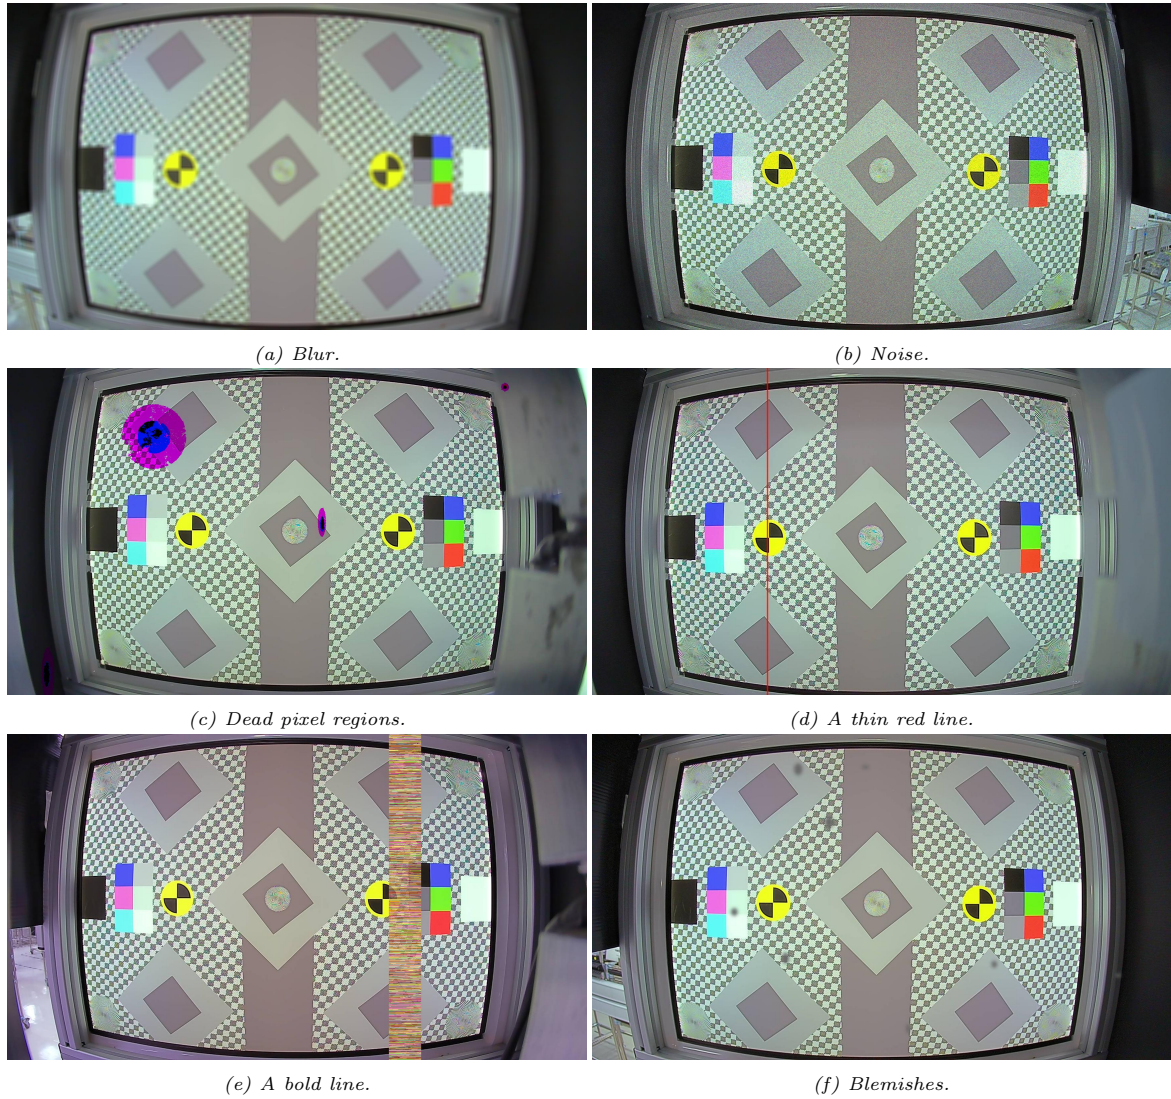 (a) Blur.
(b) Noise.
(c) Dead pixel regions.
(d) A thin red line.
(e) A bold line.
(f) Blemishes.